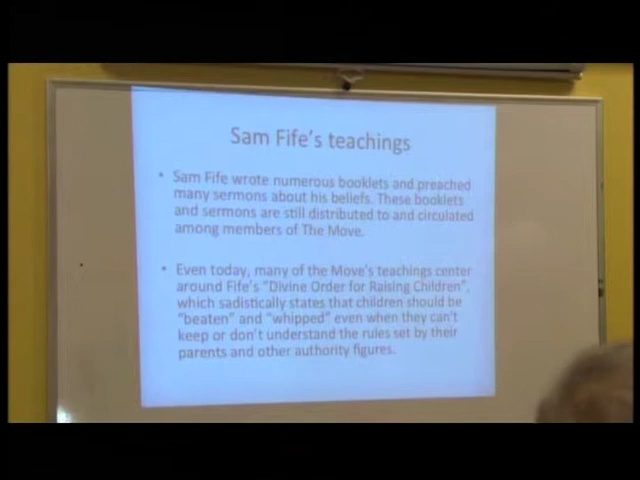 Sam Fife's teachings
• Sam Fife wrote numerous booklets and preached
many sermons about his beliefs. These booklets
and sermons are still distributed to and circulated
among members of The Move.
• Even today, many of the Move's teachings center
around Fife's "Divine Order for Raising Children",
which sadistically states that children should be
"beaten" and "whipped" even when they can't
keep or don't understand the rules set by their
parents and other authority figures.